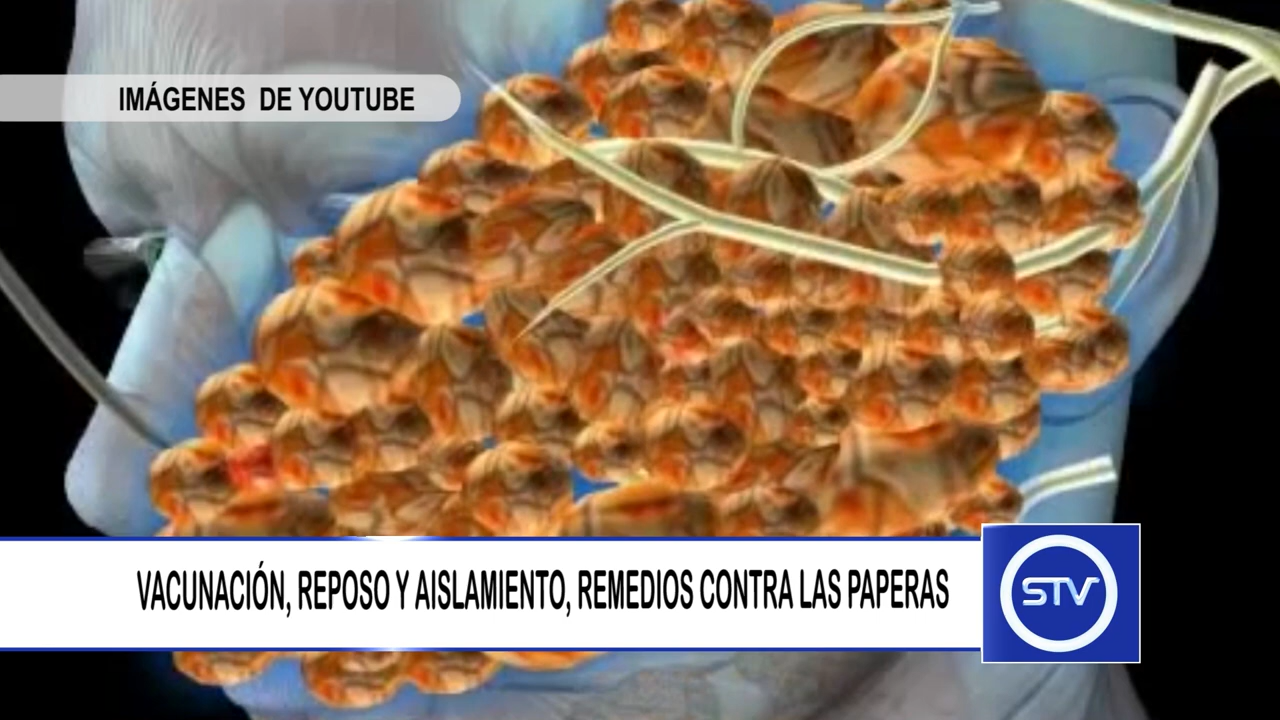 IMÁGENES DE YOUTUBE
VACUNACIÓN, REPOSO Y AISLAMIENTO, REMEDIOS CONTRA LAS PAPERAS
STV